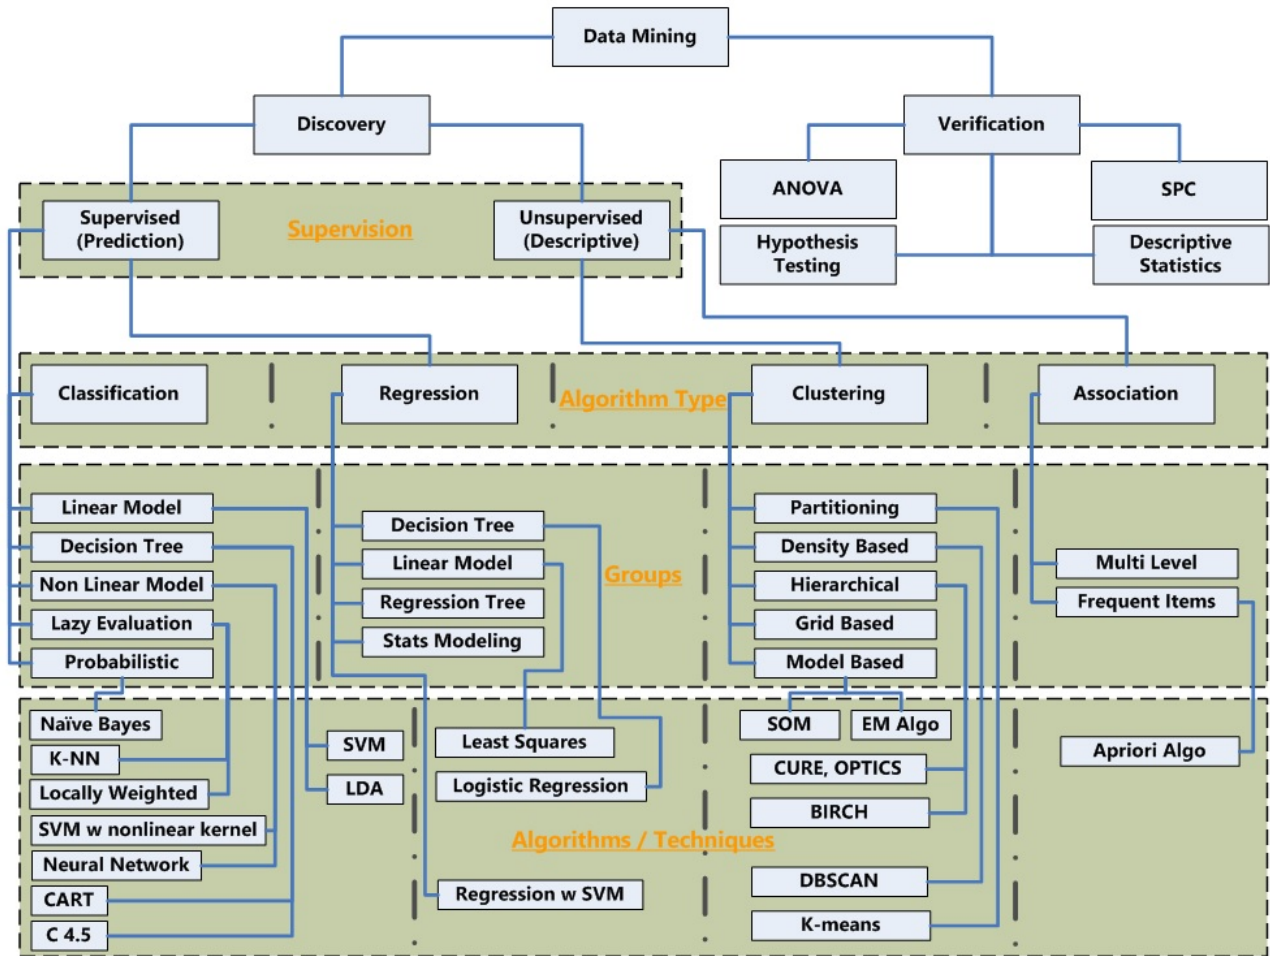 Data Mining
Discovery
Verification
ANOVA
SPC
Supervised
(Prediction)
Supervision
Unsupervised
(Descriptive)
Hypothesis
Testing
Descriptive
Statistics
Classification
Regression
Algorithm Type
Clustering
Association
Linear Model
Decision Tree
Non Linear Model
Lazy Evaluation
Probabilistic
Decision Tree
Linear Model
Regression Tree
Stats Modeling
Groups
Partitioning
Density Based
Hierarchical
Grid Based
Model Based
Multi Level
Frequent Items
Naïve Bayes
K-NN
Locally Weighted
SVM w nonlinear kernel
Neural Network
CART
C 4.5
SVM
LDA
Least Squares
Logistic Regression
Algorithms / Techniques
Regression w SVM
SOM
EM Algo
CURE, OPTICS
BIRCH
DBSCAN
K-means
Apriori Algo